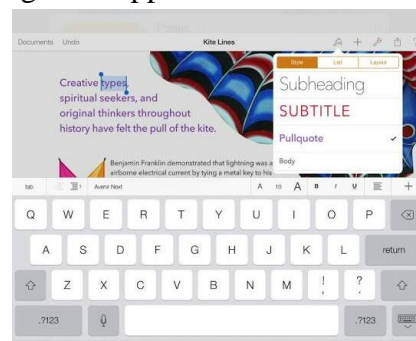 Documents Undo Kite Lines
Style List Layout
Subheading
SUBTITLE
Pullquote
Body
Creative types,
spiritual seekers, and
original thinkers throughout
history have felt the pull of the kite.
Benjamin Franklin demonstrated that lightning was a
airborne electrical current by tying a metal key to his
tab Avenir Next A 10 A B I U
Q W E R T Y U I O P
A S D F G H J K L return
Z X C V B N M ! , ? .
.?123 .?123